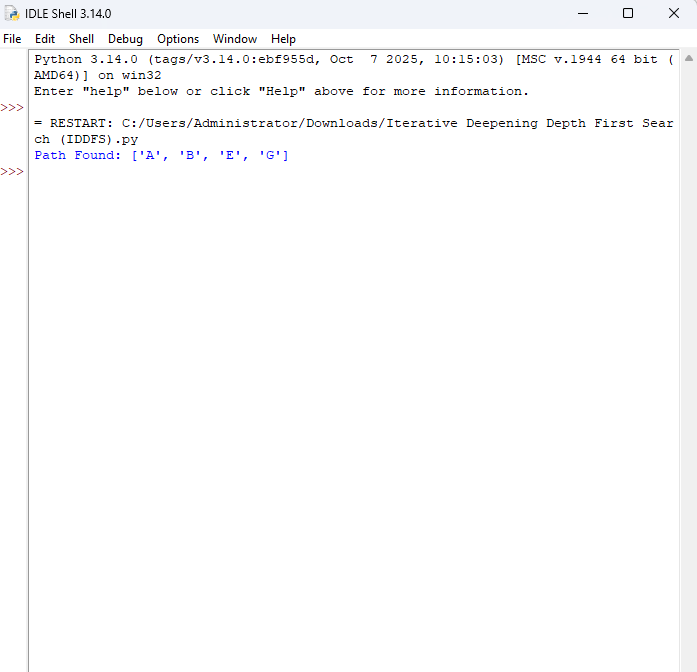 IDLE Shell 3.14.0
File Edit Shell Debug Options Window Help
Python 3.14.0 (tags/v3.14.0:ebf955d, Oct  7 2025, 10:15:03) [MSC v.1944 64 bit (
AMD64)] on win32
Enter "help" below or click "Help" above for more information.
>>>
= RESTART: C:/Users/Administrator/Downloads/Iterative Deepening Depth First Sear
ch (IDDFS).py
Path Found: ['A', 'B', 'E', 'G']
>>>